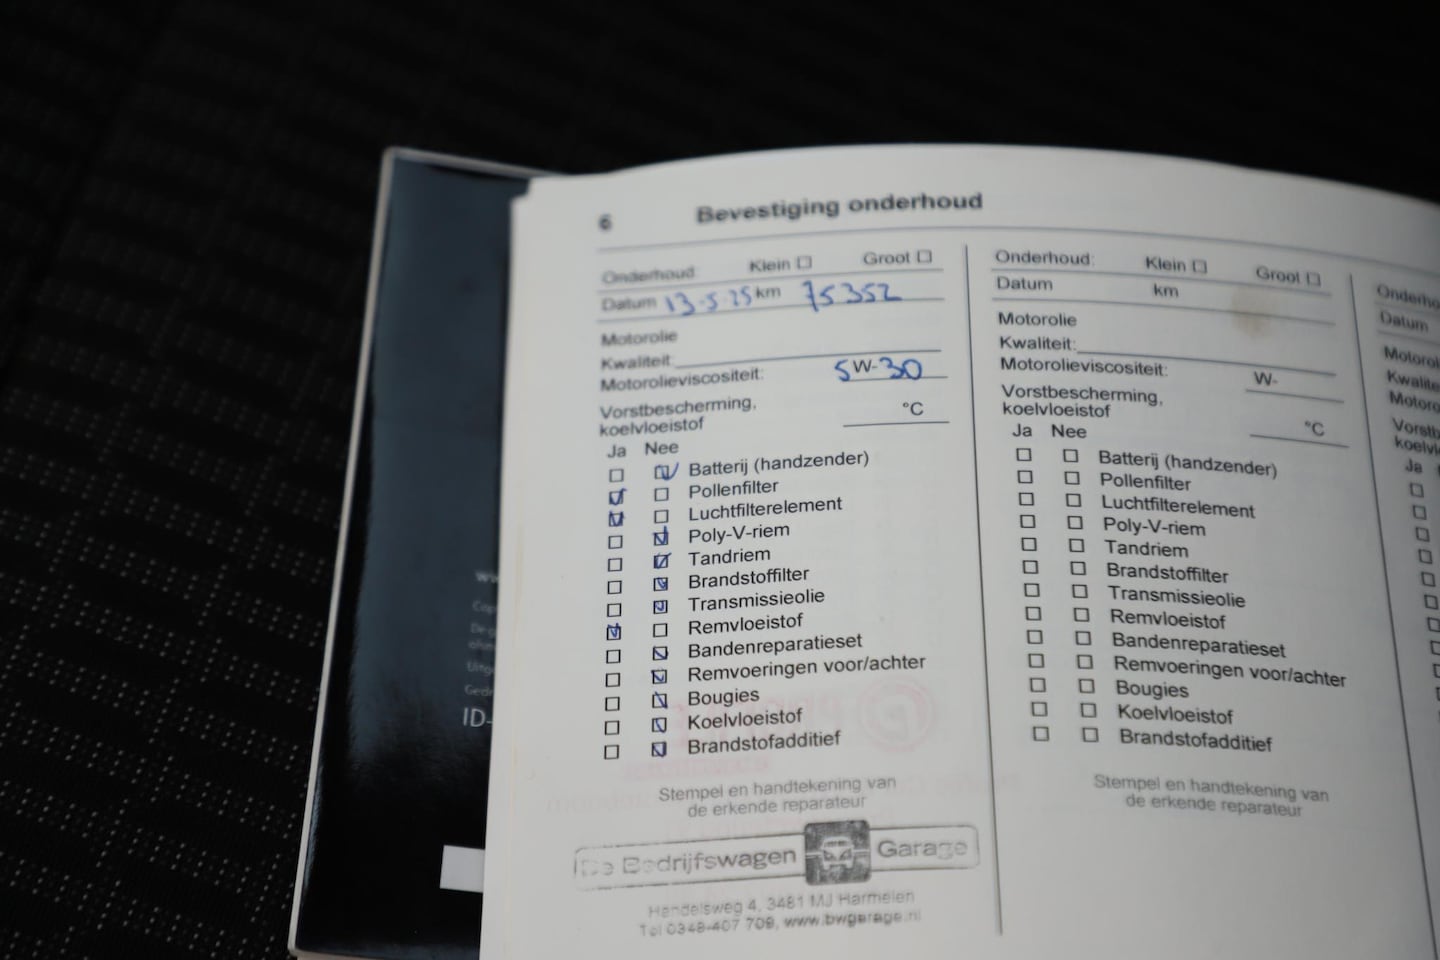 6 Bevestiging onderhoud
Onderhoud: Klein ☐ Groot ☐
Datum 13-5-25 km 75352
Motorolie
Kwaliteit:
Motorolieviscositeit: 5W-30
Vorstbescherming,
koelvloeistof °C
Ja Nee
Batterij (handzender)
Pollenfilter
Luchtfilterelement
Poly-V-riem
Tandriem
Brandstoffilter
Transmissieolie
Remvloeistof
Bandenreparatieset
Remvoeringen voor/achter
Bougies
Koelvloeistof
Brandstofadditief
Stempel en handtekening van
de erkende reparateur
De Bedrijfswagen Garage
Handelsweg 4, 3481 MJ Harmelen
Tel 0348-407 709, www.bwgarage.nl
Onderhoud: Klein ☐ Groot ☐
Datum km
Motorolie
Kwaliteit:
Motorolieviscositeit: W-
Vorstbescherming,
koelvloeistof °C
Ja Nee
Batterij (handzender)
Pollenfilter
Luchtfilterelement
Poly-V-riem
Tandriem
Brandstoffilter
Transmissieolie
Remvloeistof
Bandenreparatieset
Remvoeringen voor/achter
Bougies
Koelvloeistof
Brandstofadditief
Stempel en handtekening van
de erkende reparateur
Datum
Ja
ID-